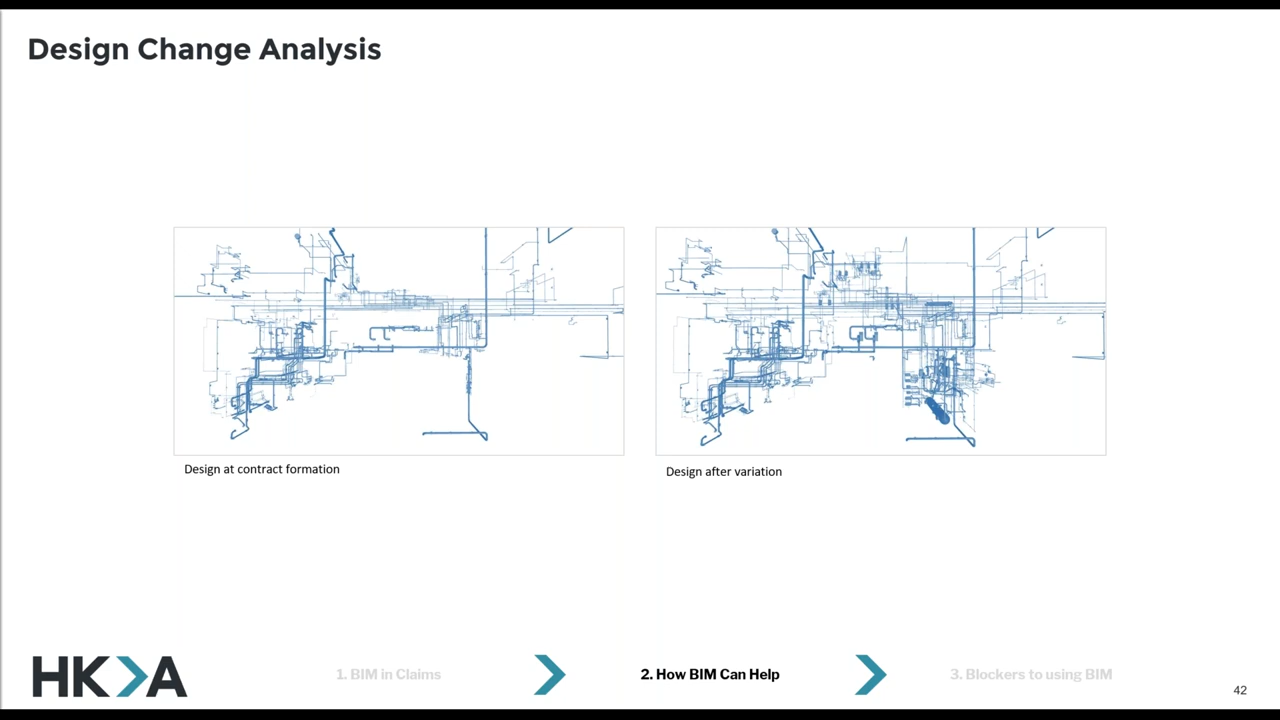 Design Change Analysis
Design at contract formation
Design after variation
HKA
1. BIM in Claims
2. How BIM Can Help
3. Blockers to using BIM
42